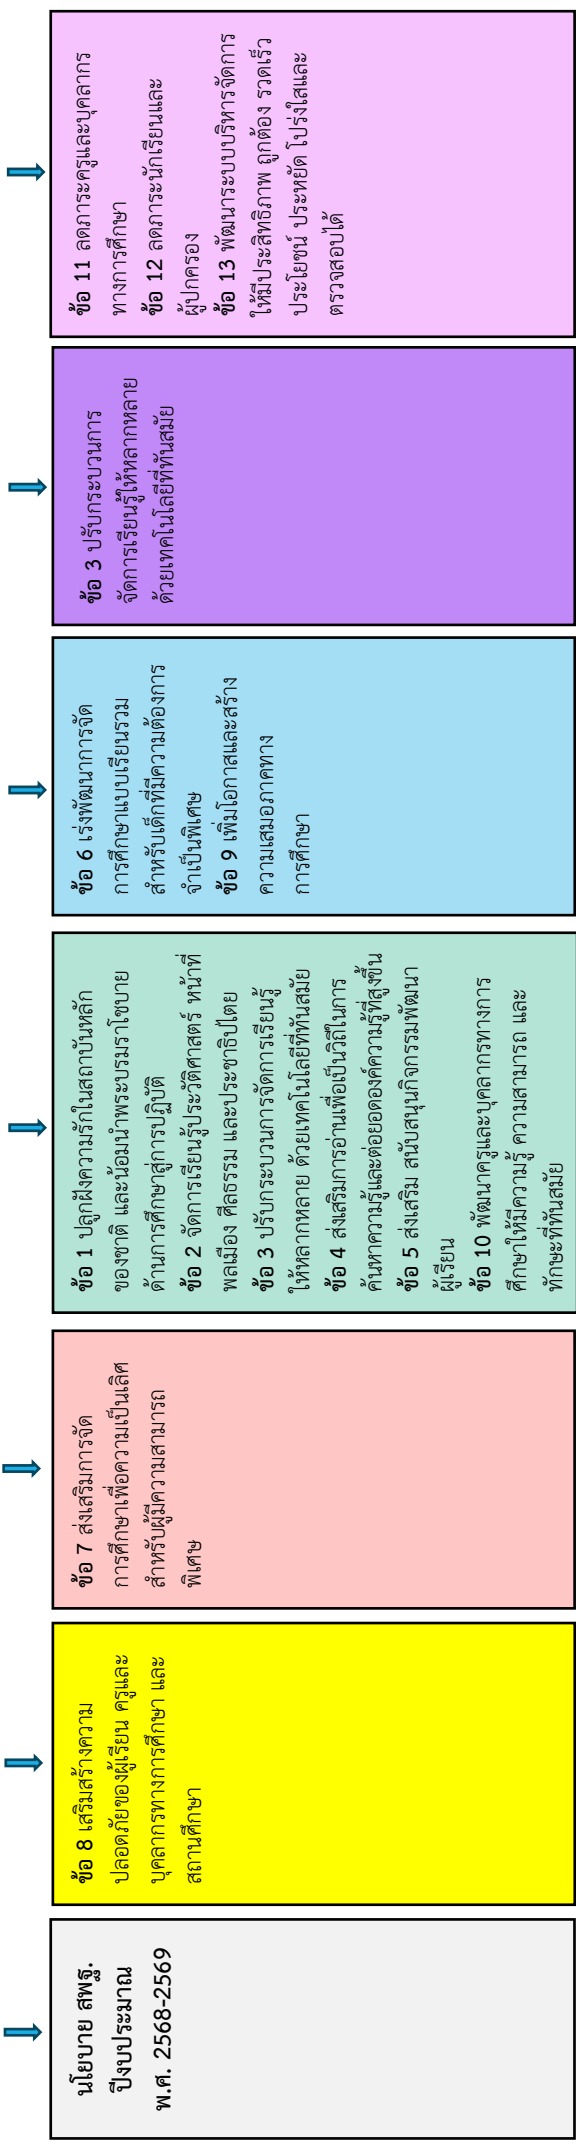 นโยบาย สพฐ.
ปีงบประมาณ
พ.ศ. 2568-2569
ข้อ 8 เสริมสร้างความ
ปลอดภัยของผู้เรียน ครูและ
บุคลากรทางการศึกษา และ
สถานศึกษา
ข้อ 7 ส่งเสริมการจัด
การศึกษาเพื่อความเป็นเลิศ
สำหรับผู้มีความสามารถ
พิเศษ
ข้อ 1 ปลูกฝังความรักในสถาบันหลัก
ของชาติ และน้อมนำพระบรมราโชบาย
ด้านการศึกษาสู่การปฏิบัติ
ข้อ 2 จัดการเรียนรู้ประวัติศาสตร์ หน้าที่
พลเมือง ศีลธรรม และประชาธิปไตย
ข้อ 3 ปรับกระบวนการจัดการเรียนรู้
ให้หลากหลาย ด้วยเทคโนโลยีที่ทันสมัย
ข้อ 4 ส่งเสริมการอ่านเพื่อเป็นวิถีในการ
ค้นหาความรู้และต่อยอดองค์ความรู้ที่สูงขึ้น
ข้อ 5 ส่งเสริม สนับสนุนกิจกรรมพัฒนา
ผู้เรียน
ข้อ 10 พัฒนาครูและบุคลากรทางการ
ศึกษาให้มีความรู้ ความสามารถ และ
ทักษะที่ทันสมัย
ข้อ 6 เร่งพัฒนาการจัด
การศึกษาแบบเรียนรวม
สำหรับเด็กที่มีความต้องการ
จำเป็นพิเศษ
ข้อ 9 เพิ่มโอกาสและสร้าง
ความเสมอภาคทาง
การศึกษา
ข้อ 3 ปรับกระบวนการ
จัดการเรียนรู้ให้หลากหลาย
ด้วยเทคโนโลยีที่ทันสมัย
ข้อ 11 ลดภาระครูและบุคลากร
ทางการศึกษา
ข้อ 12 ลดภาระนักเรียนและ
ผู้ปกครอง
ข้อ 13 พัฒนาระบบบริหารจัดการ
ให้มีประสิทธิภาพ ถูกต้อง รวดเร็ว
ประโยชน์ ประหยัด โปร่งใสและ
ตรวจสอบได้